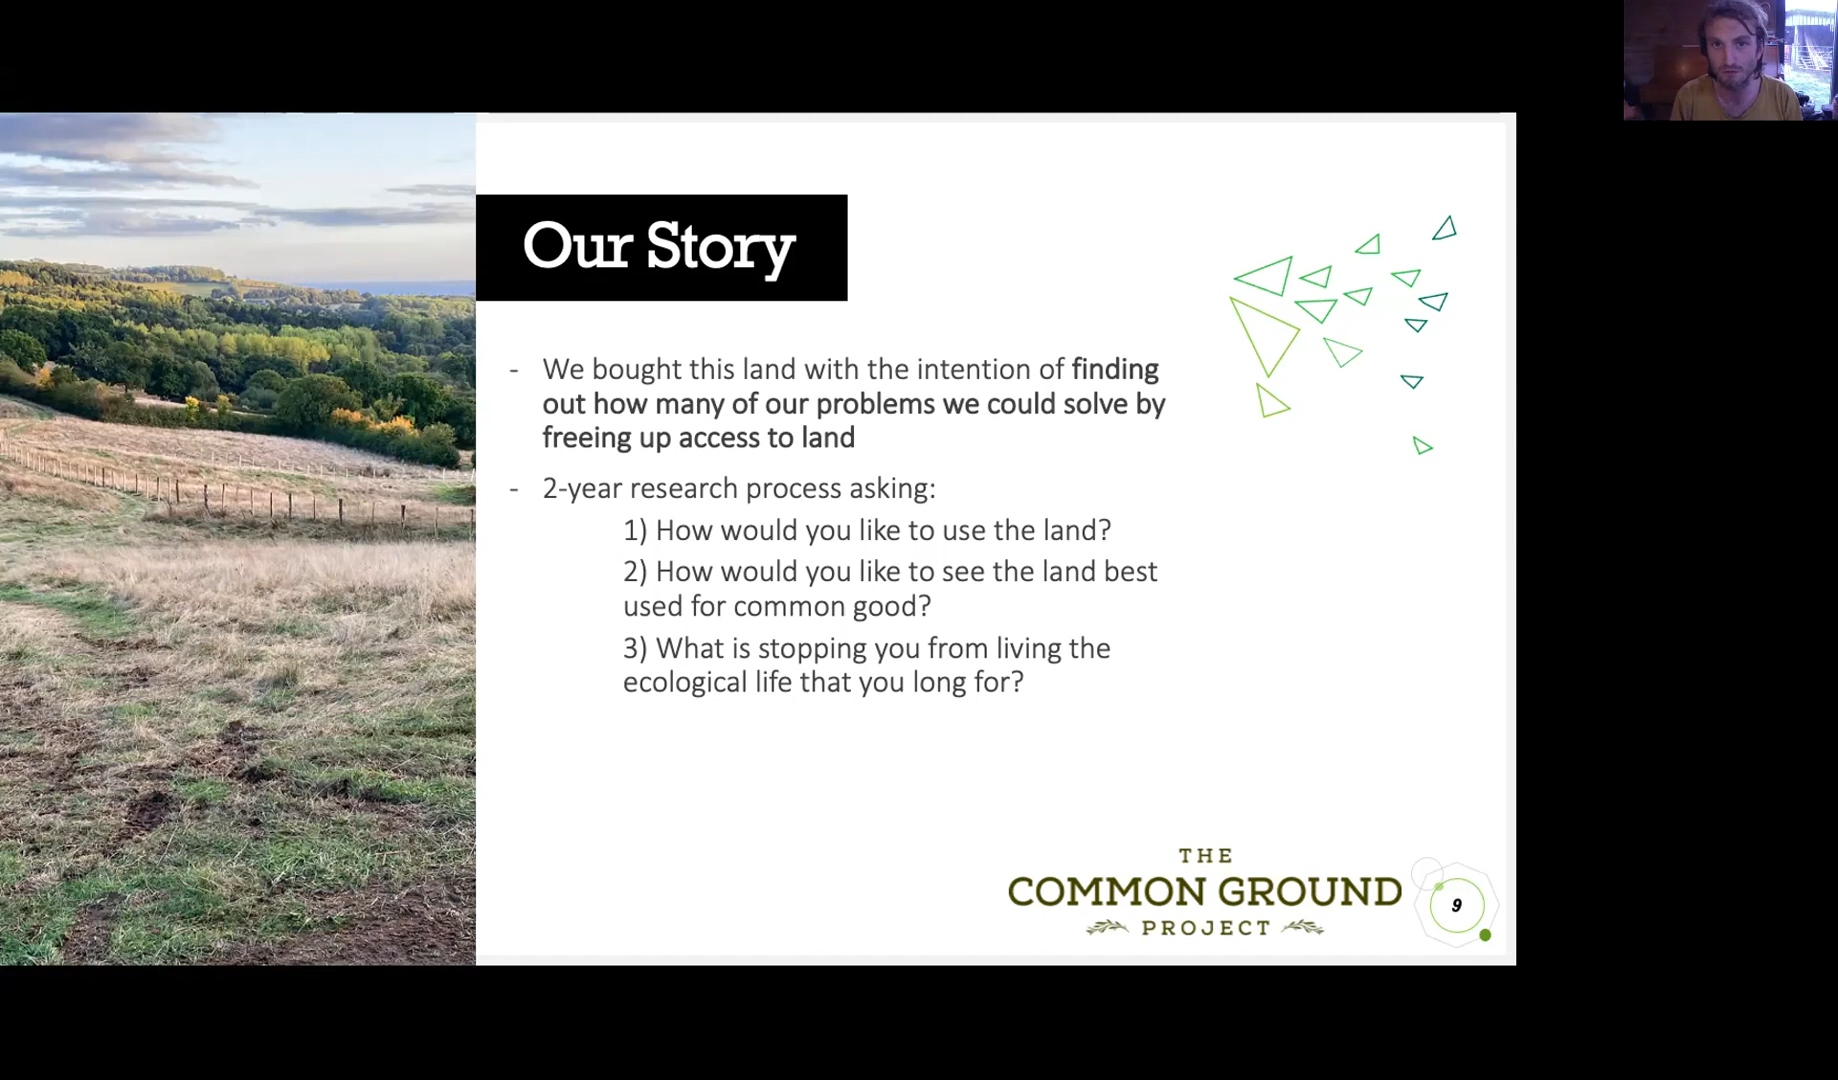 Our Story
- We bought this land with the intention of finding
out how many of our problems we could solve by
freeing up access to land
- 2-year research process asking:
1) How would you like to use the land?
2) How would you like to see the land best
used for common good?
3) What is stopping you from living the
ecological life that you long for?
THE
COMMON GROUND
PROJECT
9